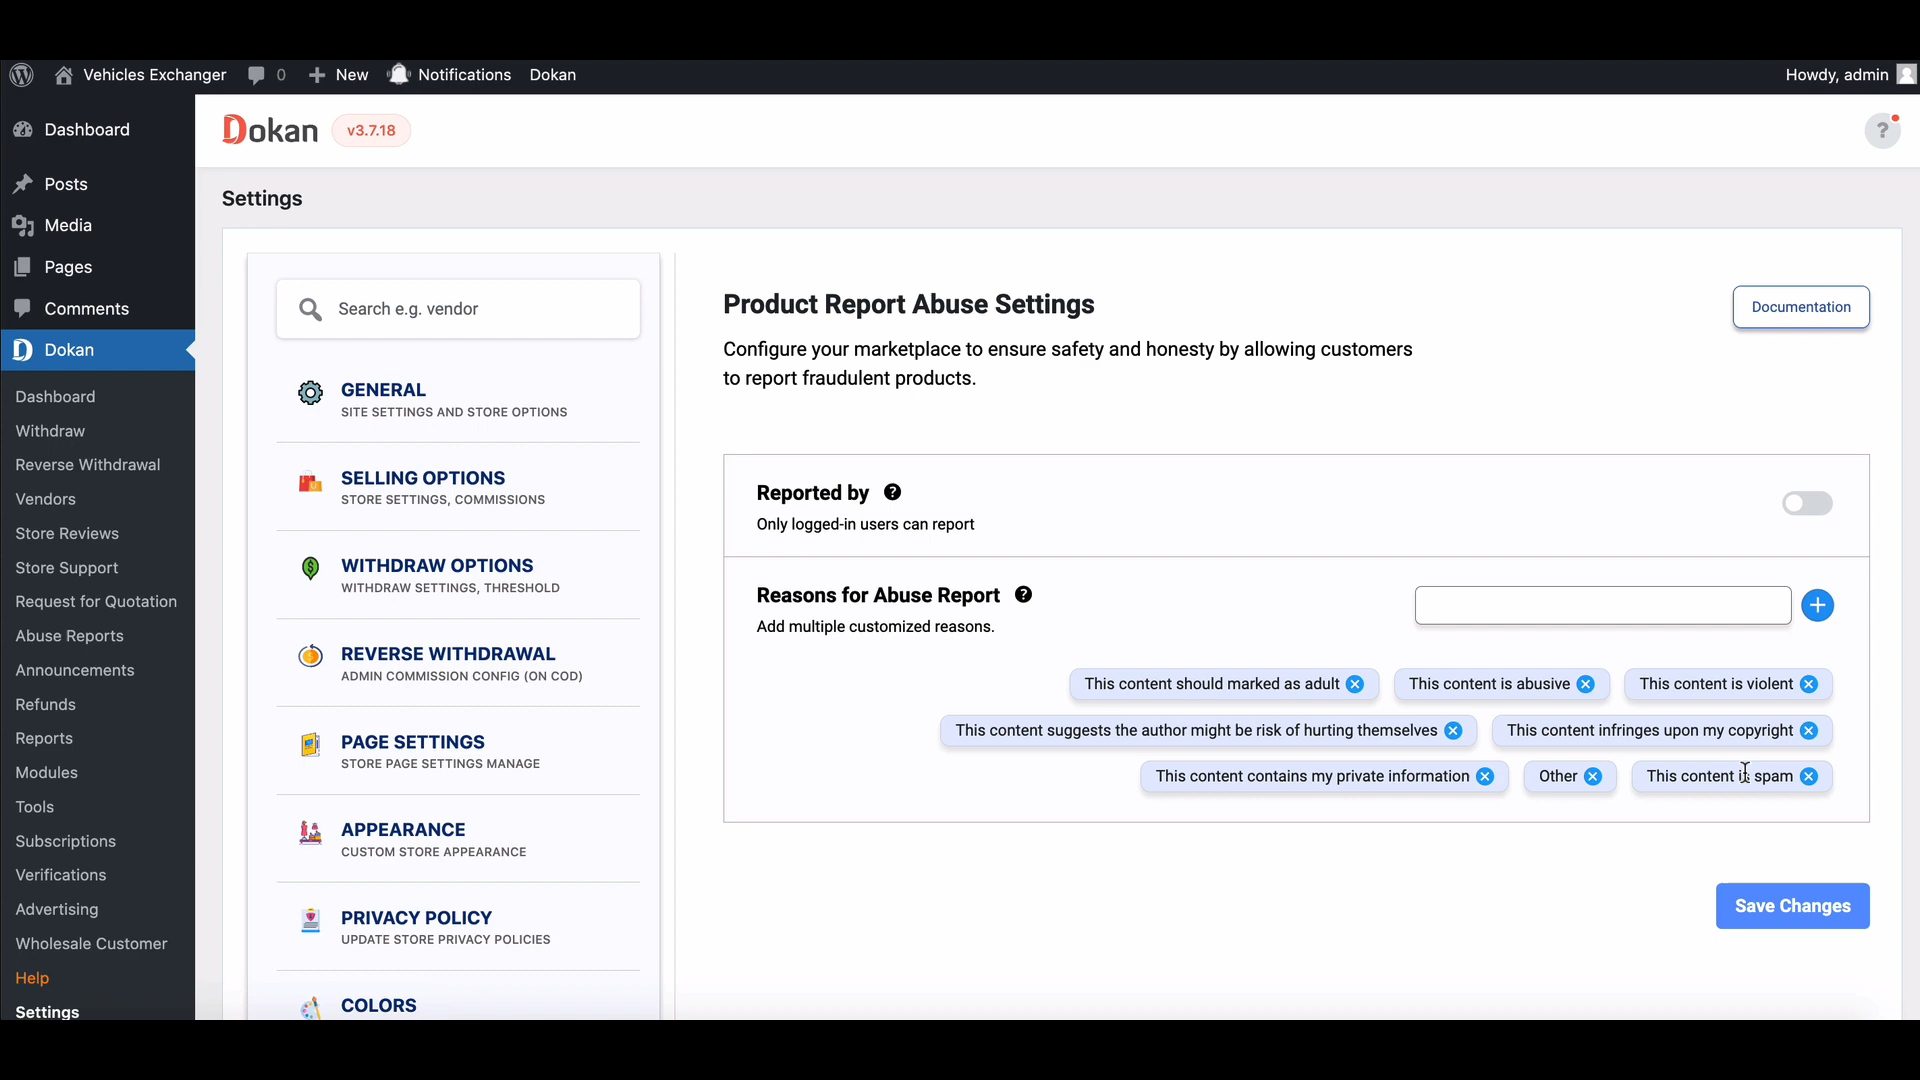 Vehicles Exchanger 0 New Notifications Dokan Howdy, admin
Dashboard
Posts
Media
Pages
Comments
Dokan
Dashboard
Withdraw
Reverse Withdrawal
Vendors
Store Reviews
Store Support
Request for Quotation
Abuse Reports
Announcements
Refunds
Reports
Modules
Tools
Subscriptions
Verifications
Advertising
Wholesale Customer
Help
Settings
Dokan v3.7.18 ?
Settings
Search e.g. vendor
GENERAL
SITE SETTINGS AND STORE OPTIONS
SELLING OPTIONS
STORE SETTINGS, COMMISSIONS
WITHDRAW OPTIONS
WITHDRAW SETTINGS, THRESHOLD
REVERSE WITHDRAWAL
ADMIN COMMISSION CONFIG (ON COD)
PAGE SETTINGS
STORE PAGE SETTINGS MANAGE
APPEARANCE
CUSTOM STORE APPEARANCE
PRIVACY POLICY
UPDATE STORE PRIVACY POLICIES
COLORS
Product Report Abuse Settings
Documentation
Configure your marketplace to ensure safety and honesty by allowing customers
to report fraudulent products.
Reported by ?
Only logged-in users can report
Reasons for Abuse Report ?
Add multiple customized reasons.
This content should marked as adult This content is abusive This content is violent
This content suggests the author might be risk of hurting themselves This content infringes upon my copyright
This content contains my private information Other This content is spam
Save Changes